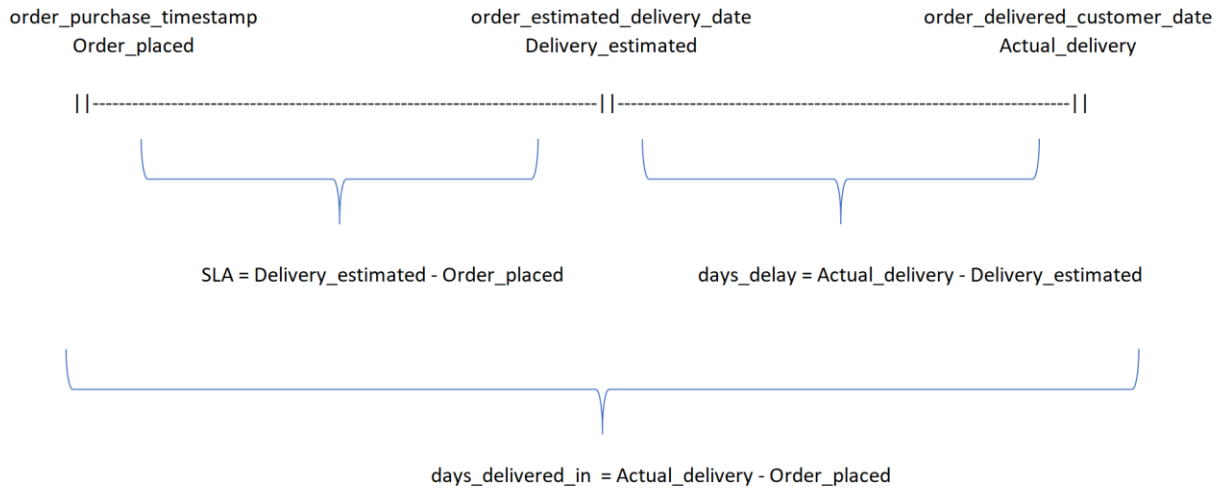 order_purchase_timestamp
Order_placed
order_estimated_delivery_date
Delivery_estimated
order_delivered_customer_date
Actual_delivery
||-------------------------------------------------------------------------------||-----------------------------------------------------------------------||
SLA = Delivery_estimated - Order_placed
days_delay = Actual_delivery - Delivery_estimated
days_delivered_in  = Actual_delivery - Order_placed